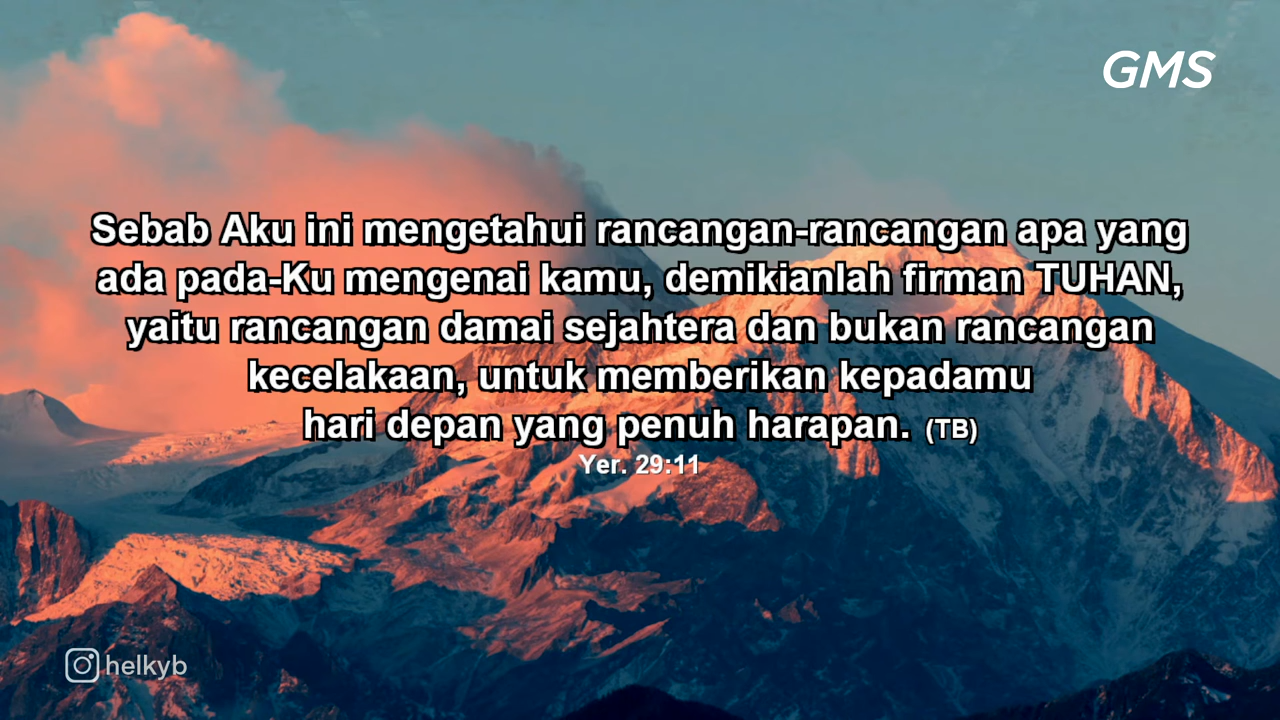 GMS
Sebab Aku ini mengetahui rancangan-rancangan apa yang
ada pada-Ku mengenai kamu, demikianlah firman TUHAN,
yaitu rancangan damai sejahtera dan bukan rancangan
kecelakaan, untuk memberikan kepadamu
hari depan yang penuh harapan. (TB)
Yer. 29:11
helkyb